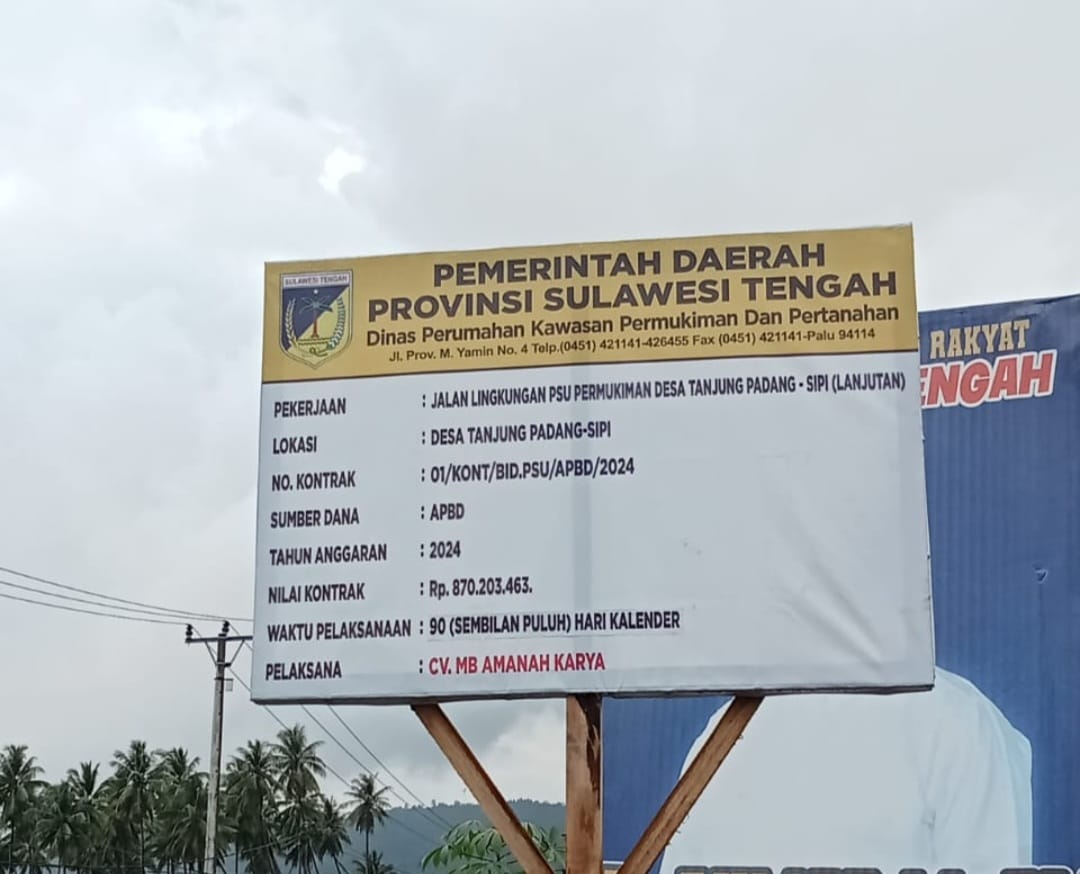 SULAWESI TENGAH
PEMERINTAH DAERAH
PROVINSI SULAWESI TENGAH
Dinas Perumahan Kawasan Permukiman Dan Pertanahan
Jl. Prov. M. Yamin No. 4 Telp.(0451) 421141-426455 Fax (0451) 421141-Palu 94114
PEKERJAAN : JALAN LINGKUNGAN PSU PERMUKIMAN DESA TANJUNG PADANG - SIPI (LANJUTAN)
LOKASI : DESA TANJUNG PADANG-SIPI
NO. KONTRAK : 01/KONT/BID.PSU/APBD/2024
SUMBER DANA : APBD
TAHUN ANGGARAN : 2024
NILAI KONTRAK : Rp. 870.203.463.
WAKTU PELAKSANAAN : 90 (SEMBILAN PULUH) HARI KALENDER
PELAKSANA : CV. MB AMANAH KARYA
RAKYAT
ENGAH